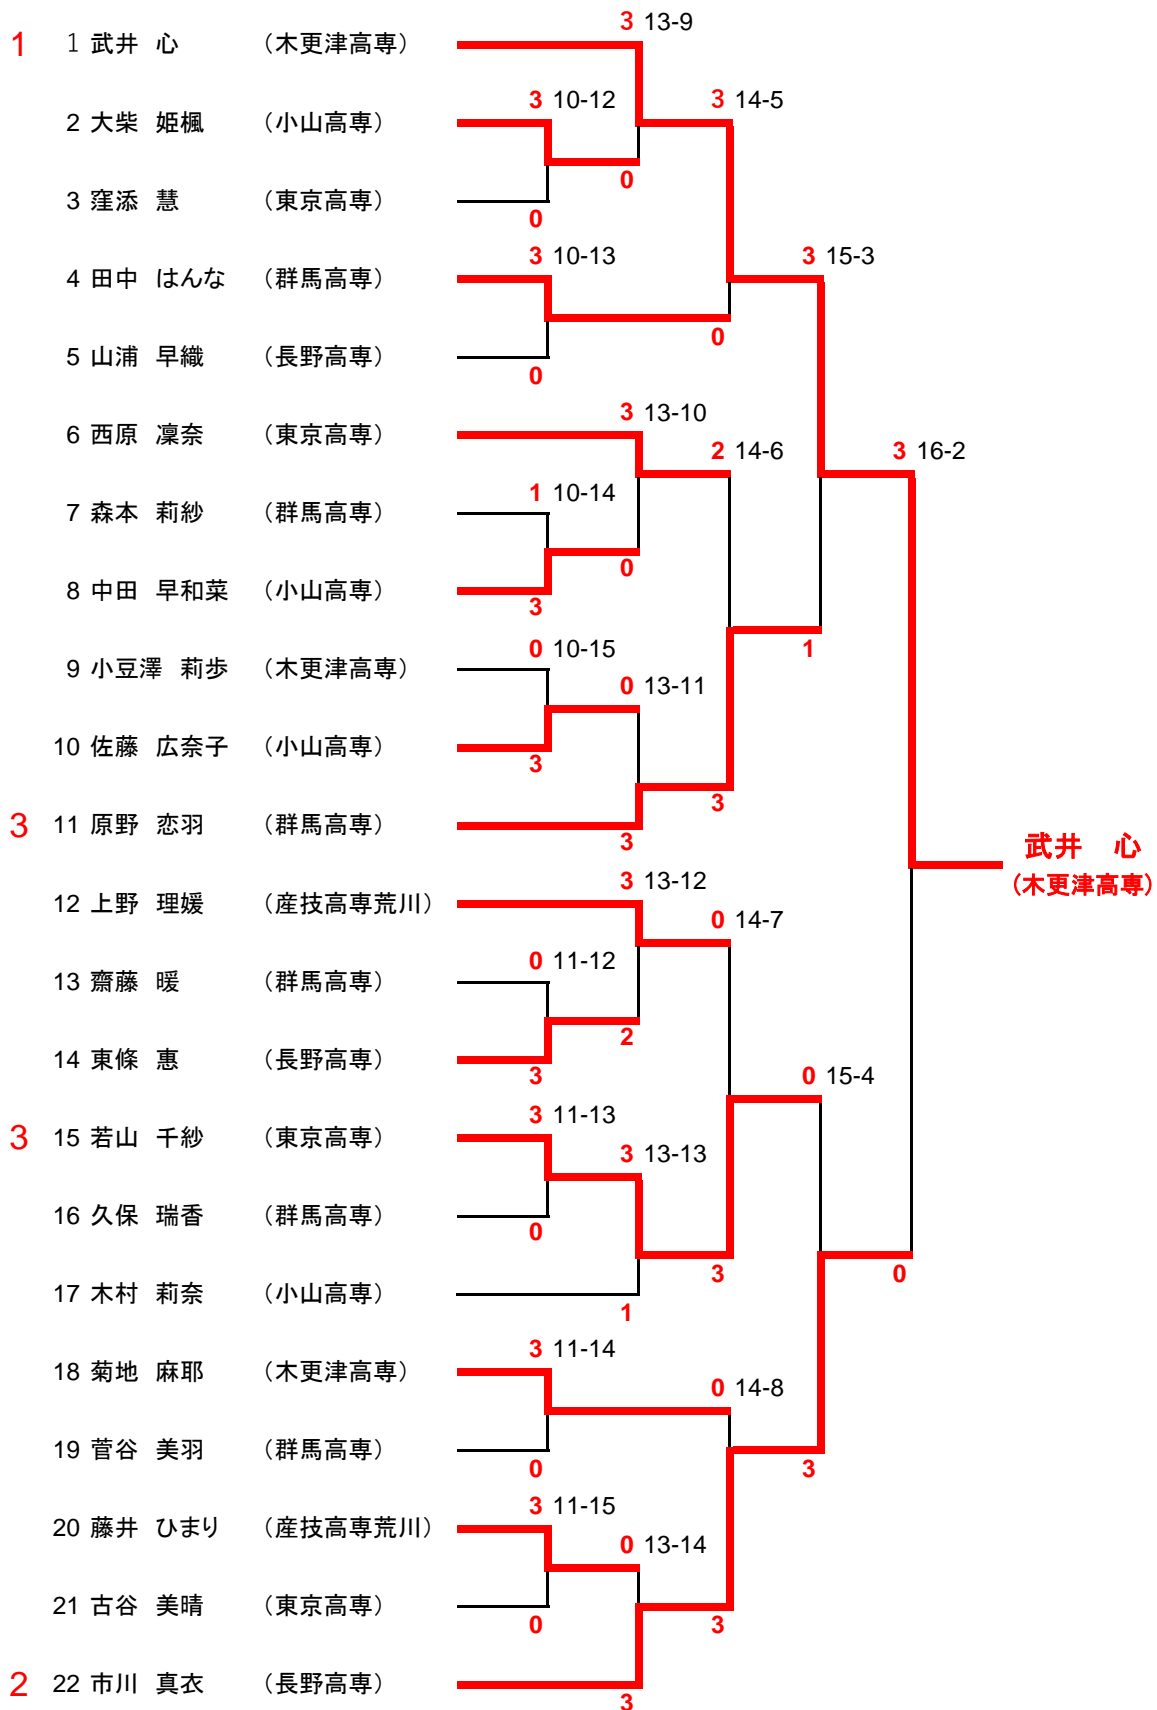 3 13-9
1 1 武井 心 (木更津高専)
3 10-12 3 14-5
2 大柴 姫楓 (小山高専)
0
3 窪添 慧 (東京高専)
0
3 10-13 3 15-3
4 田中 はんな (群馬高専)
0
5 山浦 早織 (長野高専)
0
3 13-10
6 西原 凜奈 (東京高専)
2 14-6 3 16-2
1 10-14
7 森本 莉紗 (群馬高専)
0
8 中田 早和菜 (小山高専)
3
0 10-15 1
9 小豆澤 莉歩 (木更津高専)
0 13-11
10 佐藤 広奈子 (小山高専)
3
3
3 11 原野 恋羽 (群馬高専)
3
武井 心
3 13-12 (木更津高専)
12 上野 理媛 (産技高専荒川)
0 14-7
0 11-12
13 齋藤 暖 (群馬高専)
2
14 東條 惠 (長野高専)
3 0 15-4
3 11-13
3 15 若山 千紗 (東京高専)
3 13-13
16 久保 瑞香 (群馬高専)
0
3 0
17 木村 莉奈 (小山高専)
1
3 11-14
18 菊地 麻耶 (木更津高専)
0 14-8
19 菅谷 美羽 (群馬高専)
0 3
3 11-15
20 藤井 ひまり (産技高専荒川)
0 13-14
21 古谷 美晴 (東京高専)
0 3
2 22 市川 真衣 (長野高専)
3